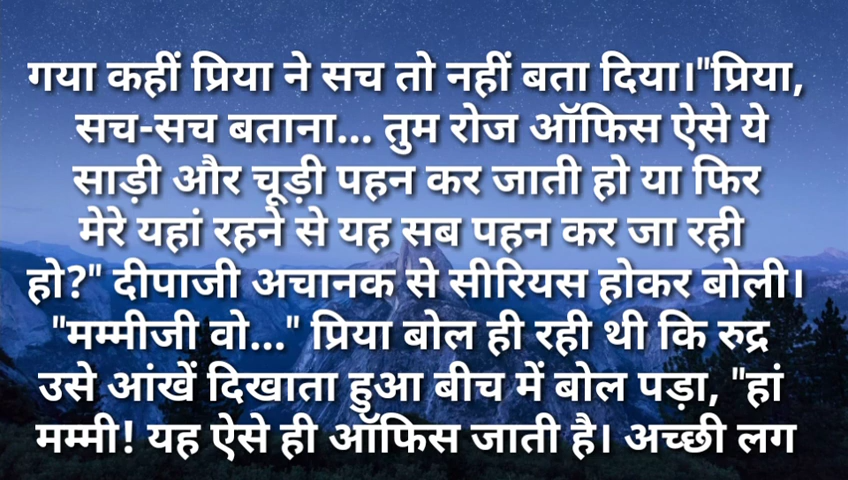 गया कहीं प्रिया ने सच तो नहीं बता दिया।"प्रिया,
सच-सच बताना... तुम रोज ऑफिस ऐसे ये
साड़ी और चूड़ी पहन कर जाती हो या फिर
मेरे यहां रहने से यह सब पहन कर जा रही
हो?" दीपाजी अचानक से सीरियस होकर बोली।
"मम्मीजी वो..." प्रिया बोल ही रही थी कि रुद्र
उसे आंखें दिखाता हुआ बीच में बोल पड़ा, "हां
मम्मी! यह ऐसे ही ऑफिस जाती है। अच्छी लग